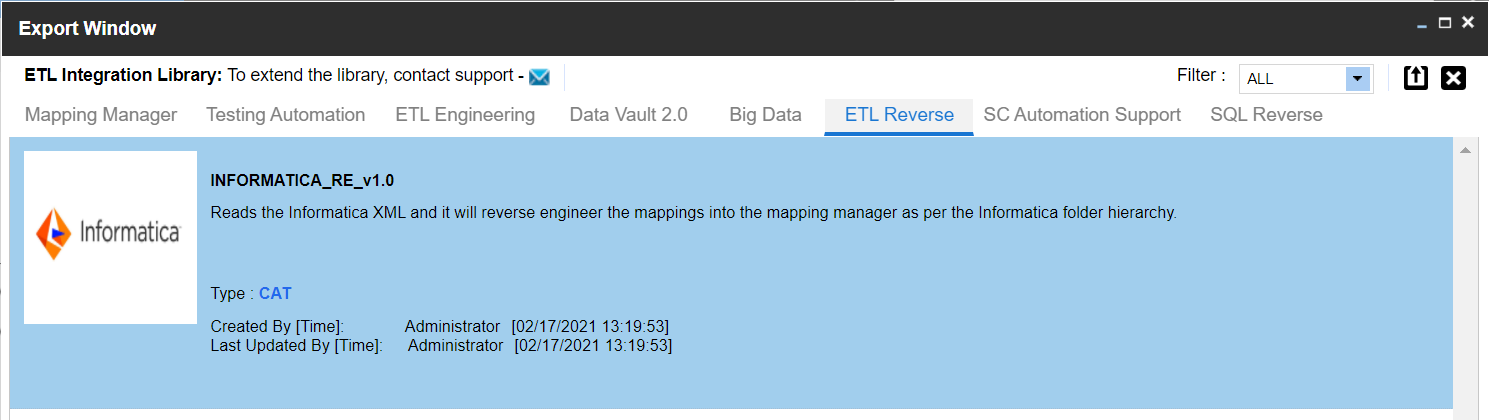 Export Window
ETL Integration Library: To extend the library, contact support -
Filter : ALL
Mapping Manager Testing Automation ETL Engineering Data Vault 2.0 Big Data ETL Reverse SC Automation Support SQL Reverse
Informatica
INFORMATICA_RE_v1.0
Reads the Informatica XML and it will reverse engineer the mappings into the mapping manager as per the Informatica folder hierarchy.
Type : CAT
Created By [Time]: Administrator [02/17/2021 13:19:53]
Last Updated By [Time]: Administrator [02/17/2021 13:19:53]